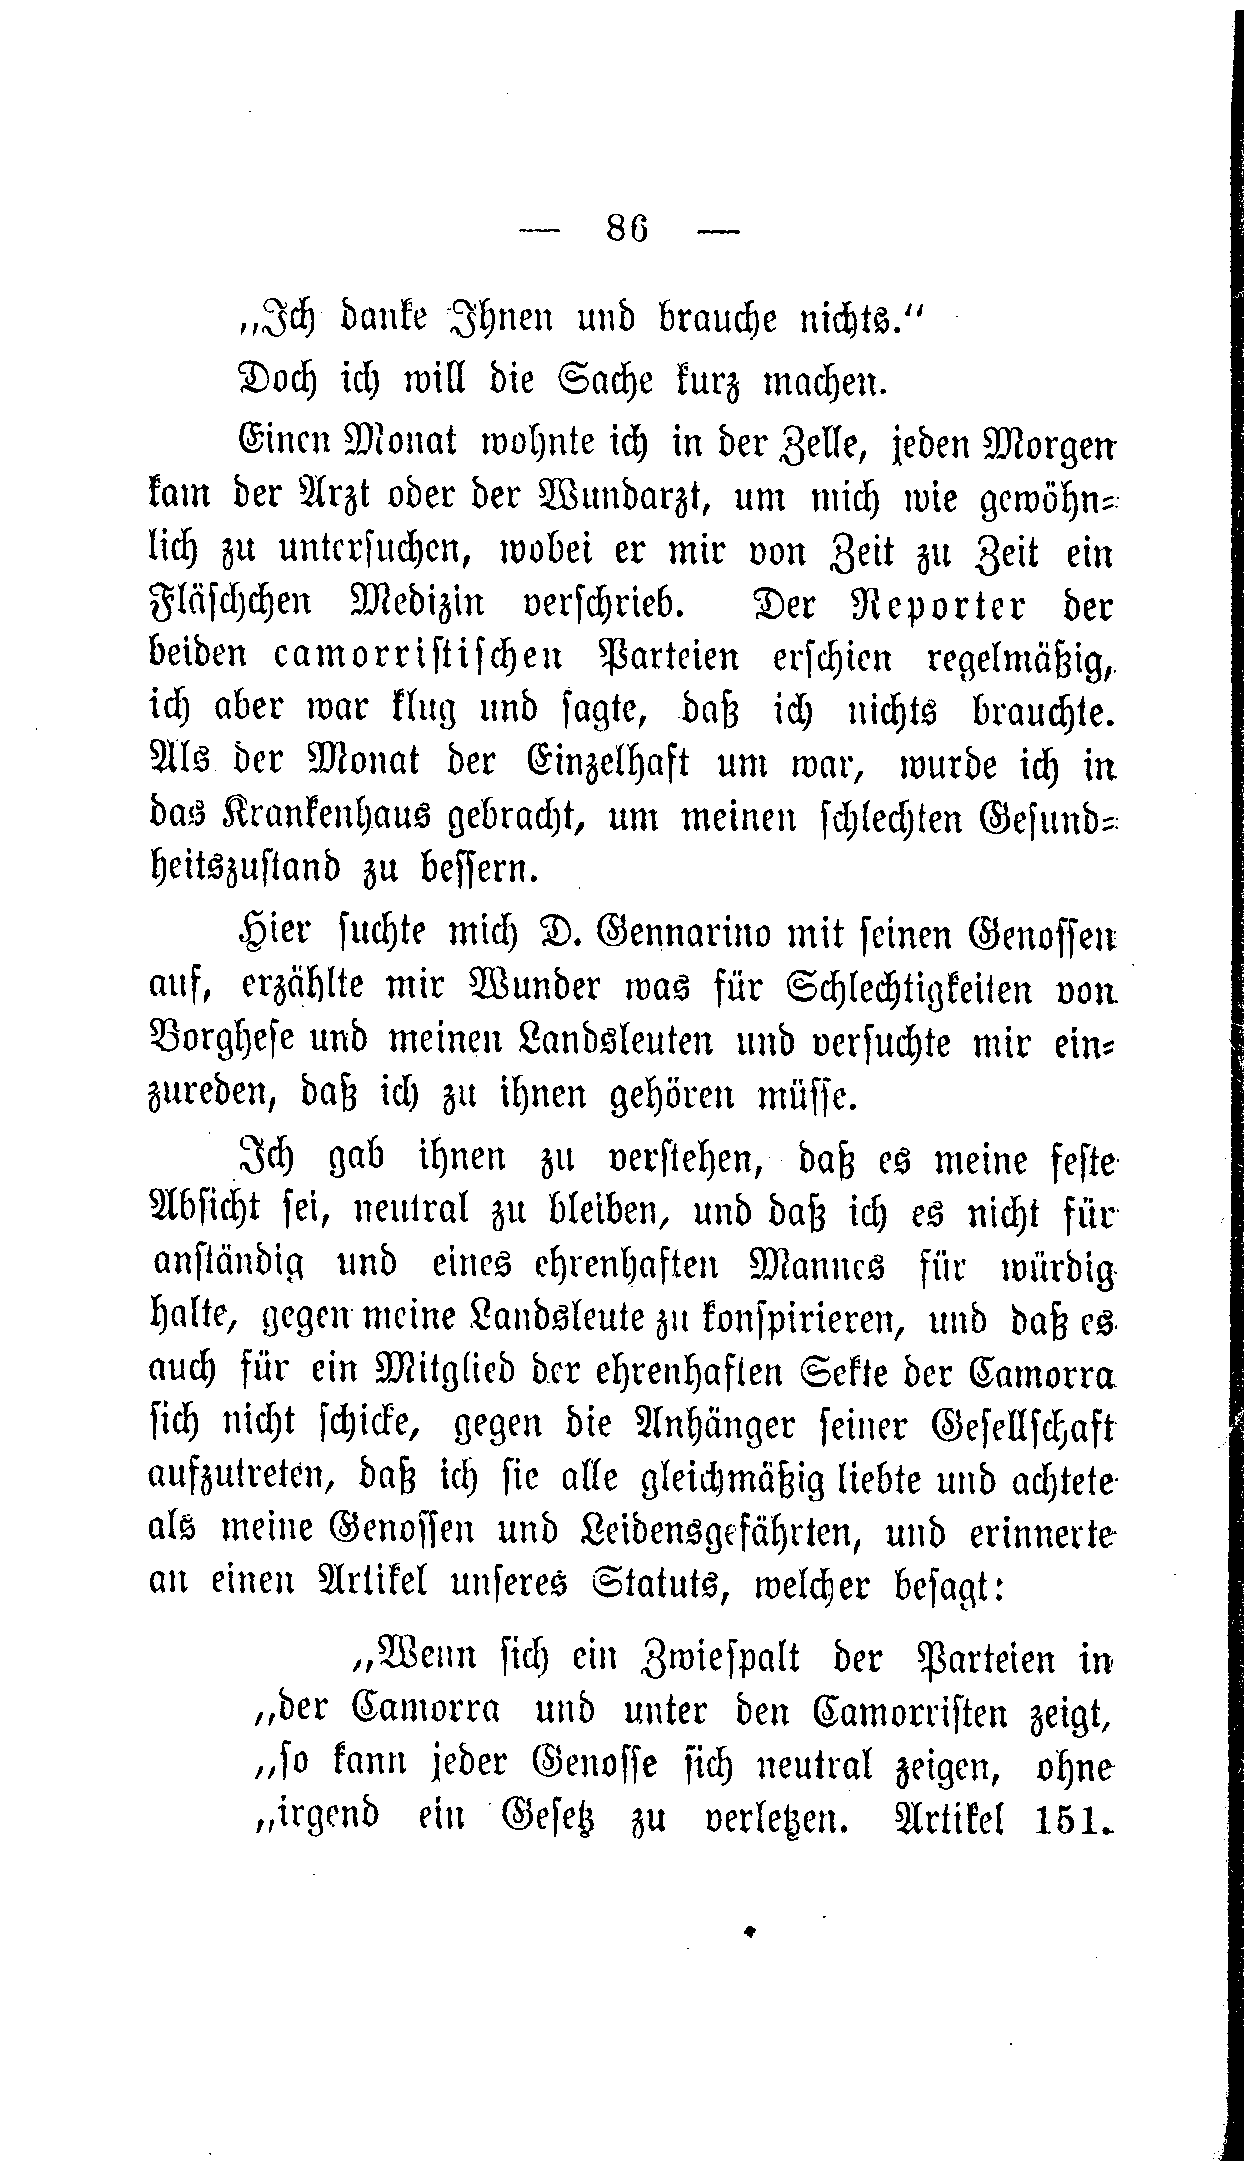 — 86 —
„Ich danke Ihnen und brauche nichts.“
Doch ich will die Sache kurz machen.
Einen Monat wohnte ich in der Zelle, jeden Morgen
kam der Arzt oder der Wundarzt, um mich wie gewöhn-
lich zu untersuchen, wobei er mir von Zeit zu Zeit ein
Fläschchen Medizin verschrieb. Der Reporter der
beiden camorristischen Parteien erschien regelmäßig,
ich aber war klug und sagte, daß ich nichts brauchte.
Als der Monat der Einzelhaft um war, wurde ich in
das Krankenhaus gebracht, um meinen schlechten Gesund-
heitszustand zu bessern.
Hier suchte mich D. Gennarino mit seinen Genossen
auf, erzählte mir Wunder was für Schlechtigkeiten von
Borghese und meinen Landsleuten und versuchte mir ein-
zureden, daß ich zu ihnen gehören müsse.
Ich gab ihnen zu verstehen, daß es meine feste
Absicht sei, neutral zu bleiben, und daß ich es nicht für
anständig und eines ehrenhaften Mannes für würdig
halte, gegen meine Landsleute zu konspirieren, und daß es
auch für ein Mitglied der ehrenhaften Sekte der Camorra
sich nicht schicke, gegen die Anhänger seiner Gesellschaft
aufzutreten, daß ich sie alle gleichmäßig liebte und achtete
als meine Genossen und Leidensgefährten, und erinnerte
an einen Artikel unseres Statuts, welcher besagt:
„Wenn sich ein Zwiespalt der Parteien in
„der Camorra und unter den Camorristen zeigt,
„so kann jeder Genosse sich neutral zeigen, ohne
„irgend ein Gesetz zu verletzen. Artikel 151.